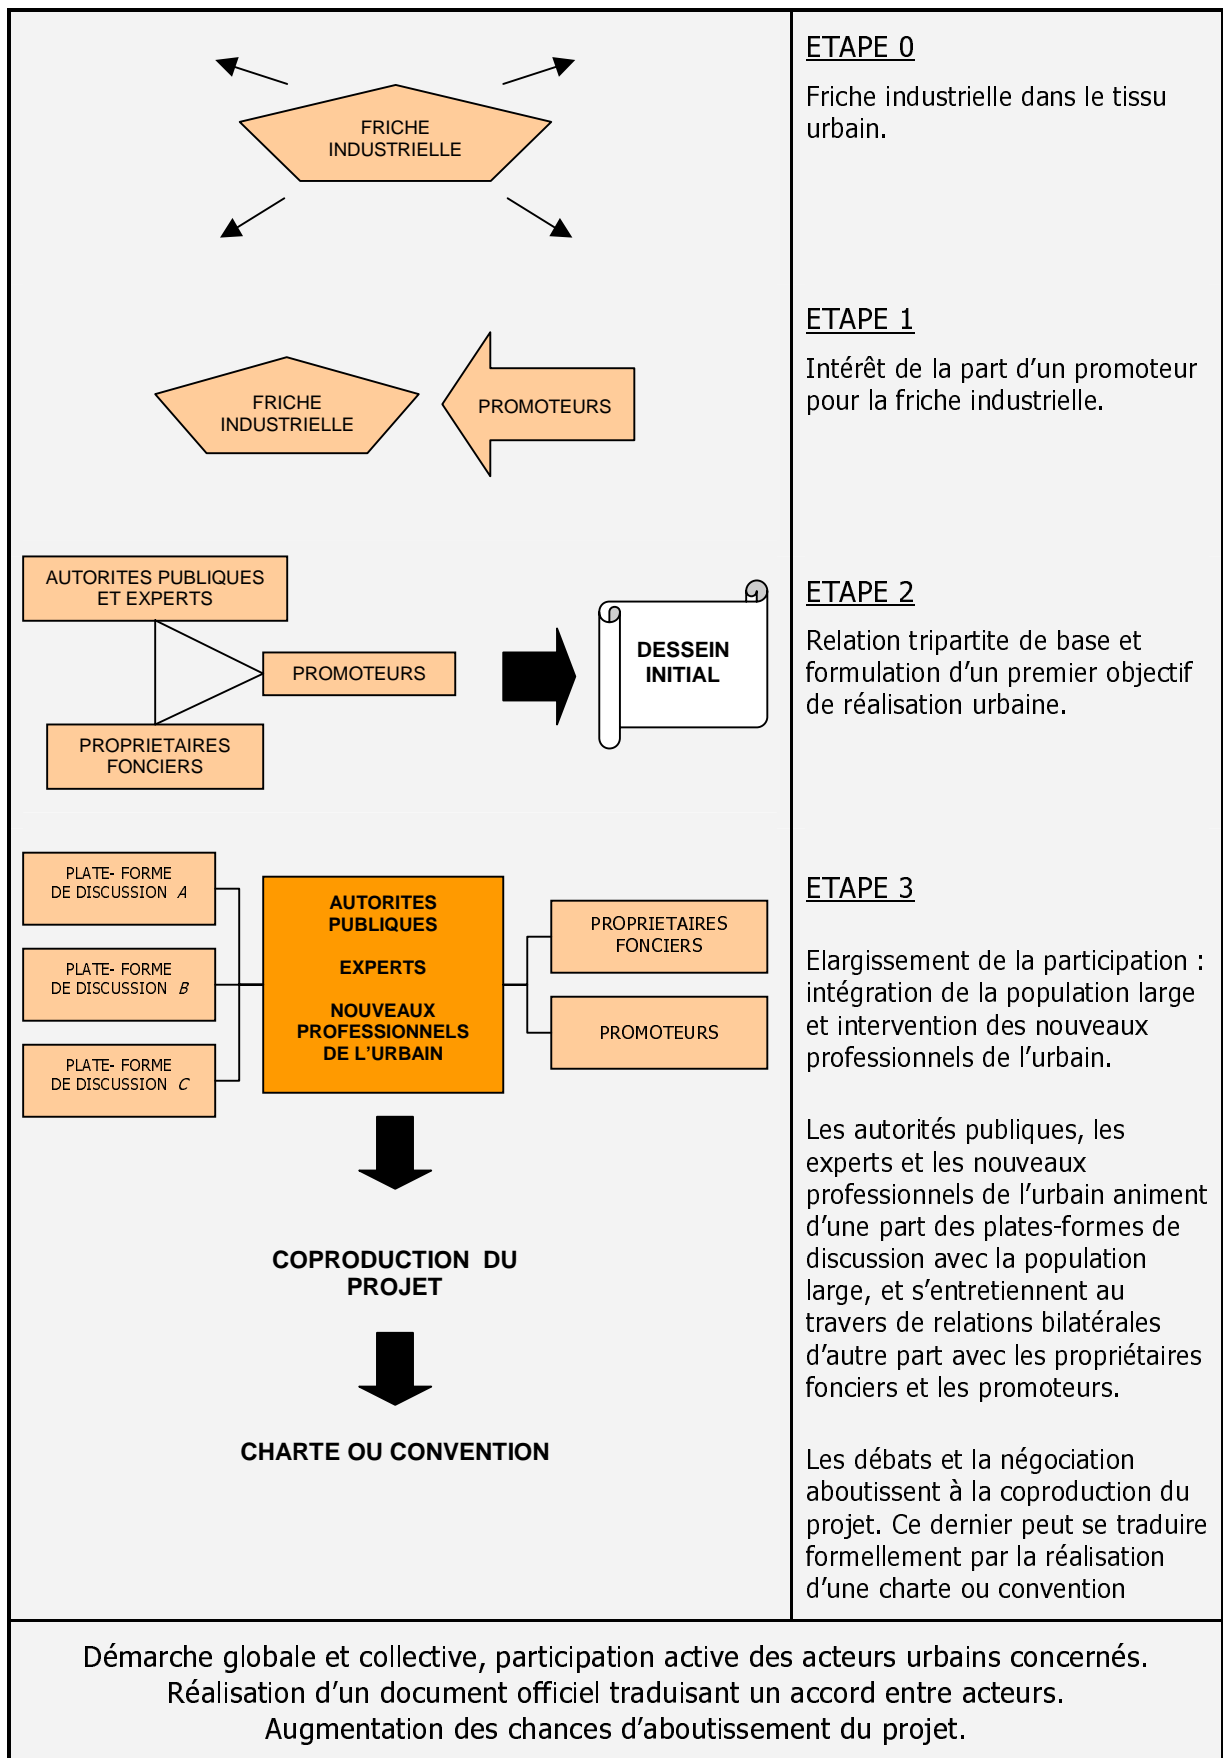 FRICHE
INDUSTRIELLE
ETAPE 0
Friche industrielle dans le tissu
urbain.
FRICHE
INDUSTRIELLE
PROMOTEURS
ETAPE 1
Intérêt de la part d’un promoteur
pour la friche industrielle.
AUTORITES PUBLIQUES
ET EXPERTS
PROMOTEURS
PROPRIETAIRES
FONCIERS
DESSEIN
INITIAL
ETAPE 2
Relation tripartite de base et
formulation d’un premier objectif
de réalisation urbaine.
PLATE- FORME
DE DISCUSSION A
PLATE- FORME
DE DISCUSSION B
PLATE- FORME
DE DISCUSSION C
AUTORITES
PUBLIQUES
EXPERTS
NOUVEAUX
PROFESSIONNELS
DE L’URBAIN
PROPRIETAIRES
FONCIERS
PROMOTEURS
COPRODUCTION DU
PROJET
CHARTE OU CONVENTION
ETAPE 3
Elargissement de la participation :
intégration de la population large
et intervention des nouveaux
professionnels de l’urbain.
Les autorités publiques, les
experts et les nouveaux
professionnels de l’urbain animent
d’une part des plates-formes de
discussion avec la population
large, et s’entretiennent au
travers de relations bilatérales
d’autre part avec les propriétaires
fonciers et les promoteurs.
Les débats et la négociation
aboutissent à la coproduction du
projet. Ce dernier peut se traduire
formellement par la réalisation
d’une charte ou convention
Démarche globale et collective, participation active des acteurs urbains concernés.
Réalisation d’un document officiel traduisant un accord entre acteurs.
Augmentation des chances d’aboutissement du projet.